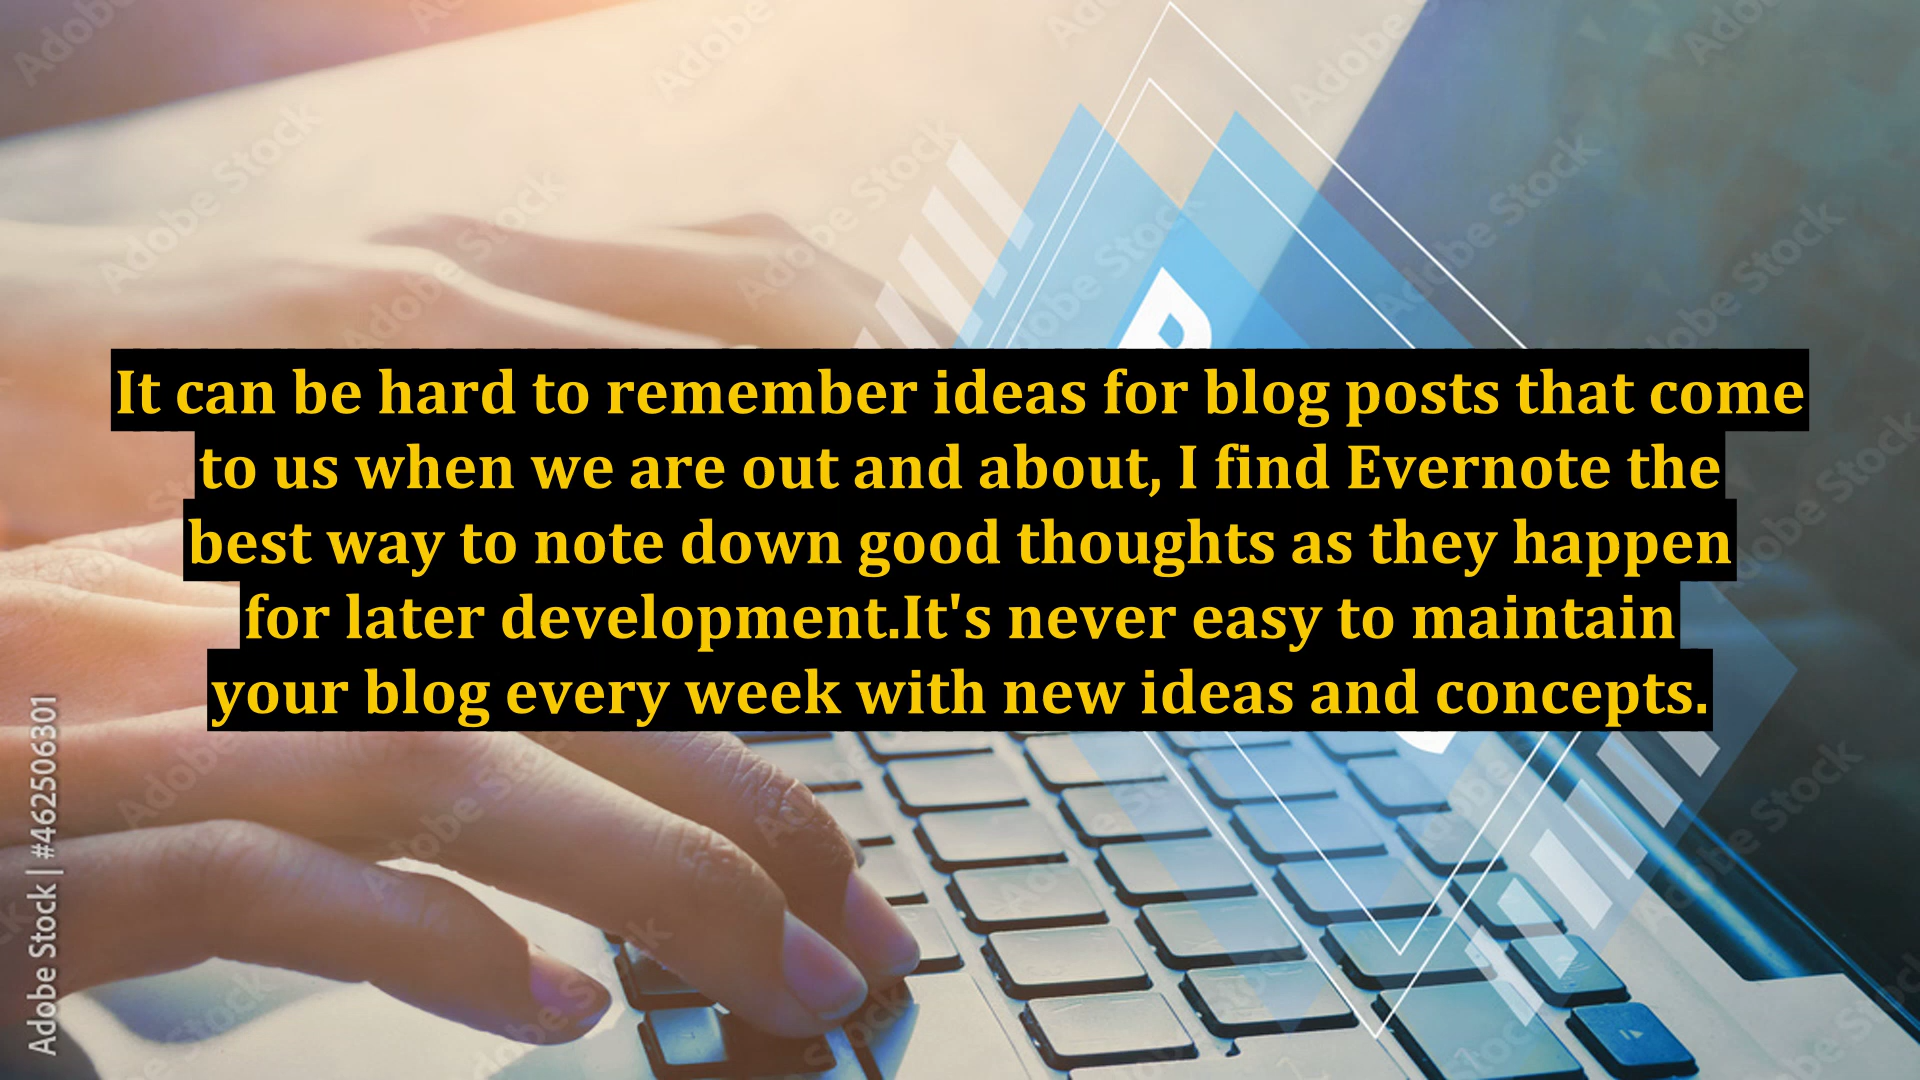 It can be hard to remember ideas for blog posts that come
to us when we are out and about, I find Evernote the
best way to note down good thoughts as they happen
for later development.It's never easy to maintain
your blog every week with new ideas and concepts.
Adobe Stock | #462506301